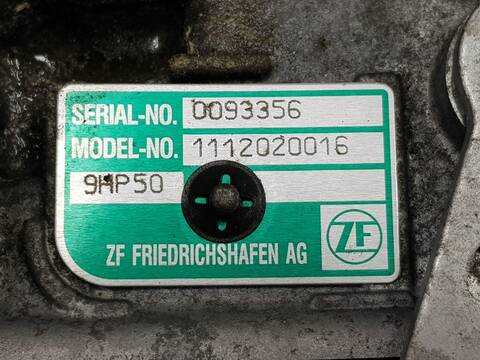 SERIAL-NO. 0093356
MODEL-NO. 1112020016
9HP50
ZF FRIEDRICHSHAFEN AG
ZF